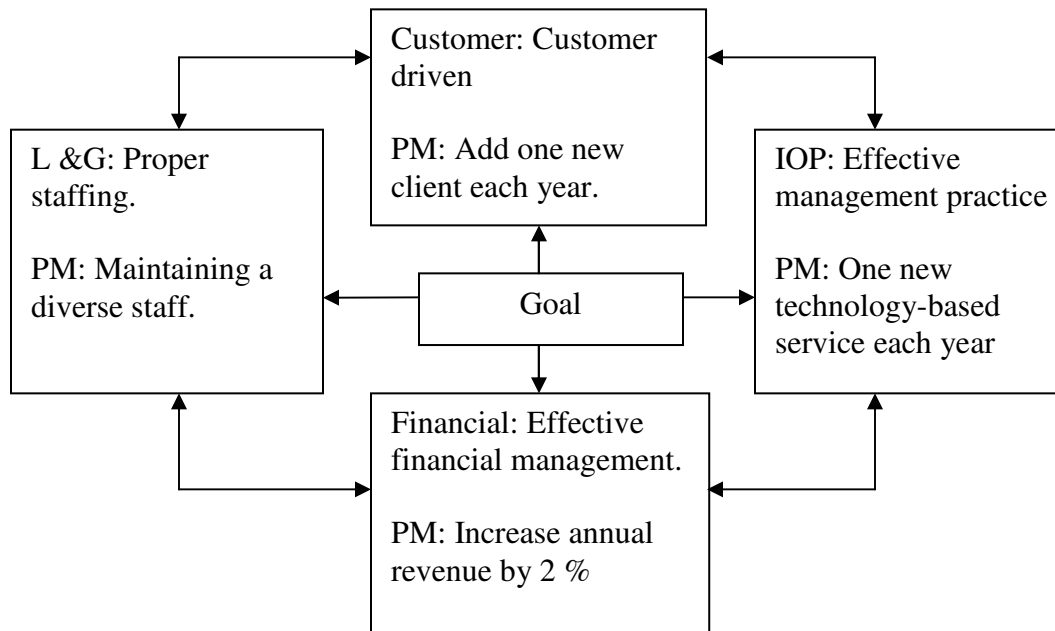 Customer: Customer
driven
PM: Add one new
client each year.
L &G: Proper
staffing.
PM: Maintaining a
diverse staff.
IOP: Effective
management practice
PM: One new
technology-based
service each year
Goal
Financial: Effective
financial management.
PM: Increase annual
revenue by 2 %